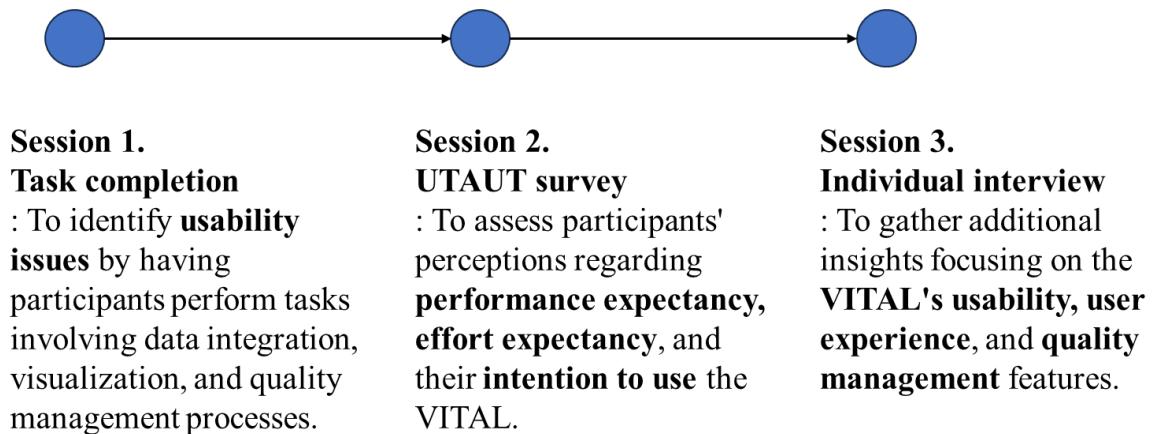 Session 1.
Task completion
: To identify usability
issues by having
participants perform tasks
involving data integration,
visualization, and quality
management processes.
Session 2.
UTAUT survey
: To assess participants'
perceptions regarding
performance expectancy,
effort expectancy, and
their intention to use the
VITAL.
Session 3.
Individual interview
: To gather additional
insights focusing on the
VITAL's usability, user
experience, and quality
management features.